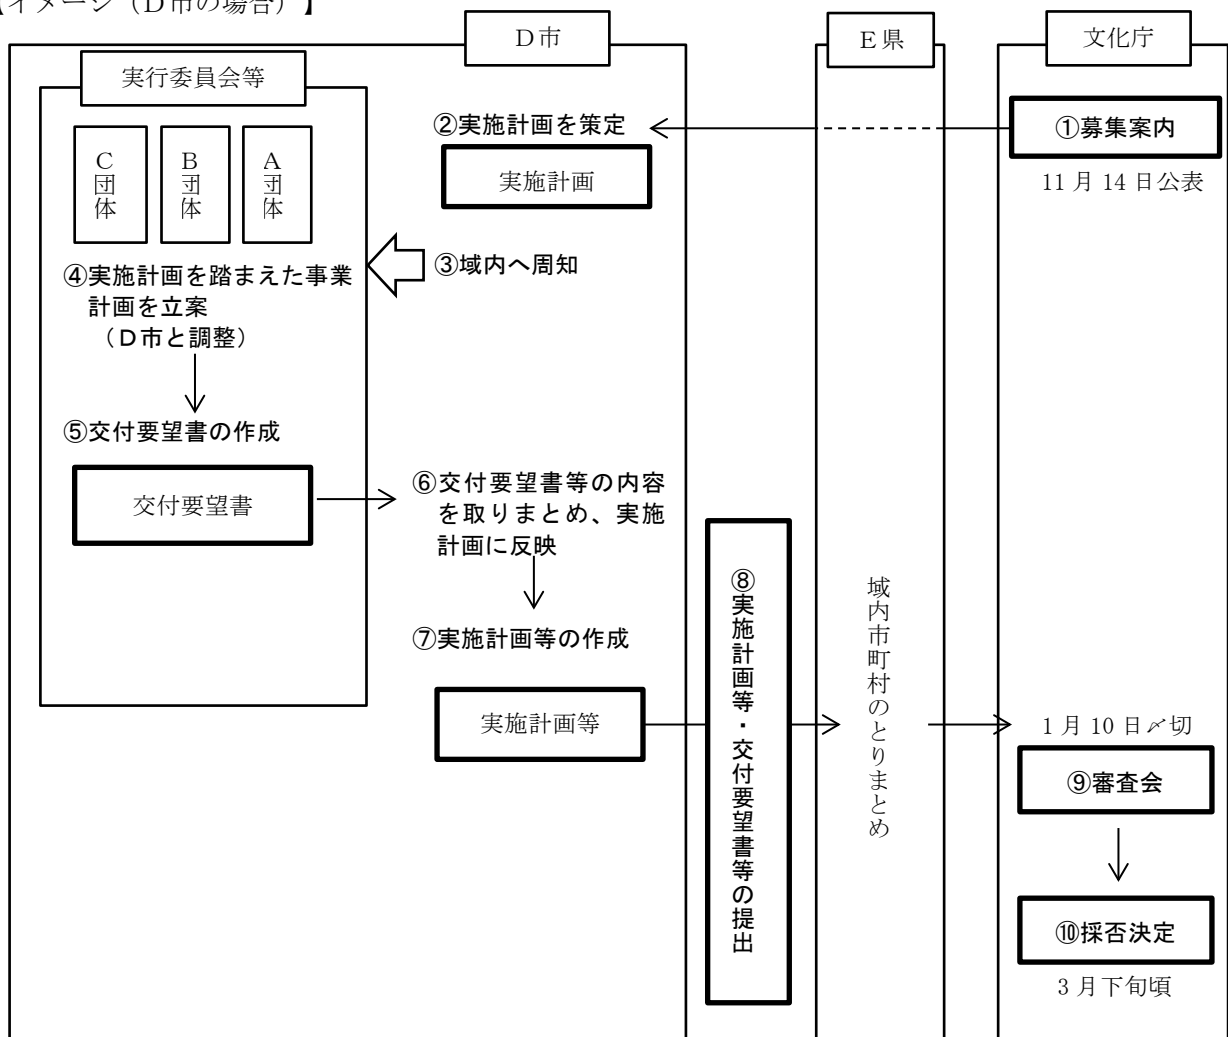 【イメージ（Ｄ市の場合）】
Ｄ市
Ｅ県
文化庁
実行委員会等
Ｃ団体
Ｂ団体
Ａ団体
②実施計画を策定
実施計画
①募集案内
11 月 14 日公表
③域内へ周知
④実施計画を踏まえた事業
計画を立案
（Ｄ市と調整）
⑤交付要望書の作成
交付要望書
⑥交付要望書等の内容
を取りまとめ、実施
計画に反映
⑦実施計画等の作成
実施計画等
⑧実施計画等・交付要望書等の提出
域内市町村のとりまとめ
1 月 10 日〆切
⑨審査会
⑩採否決定
3 月下旬頃